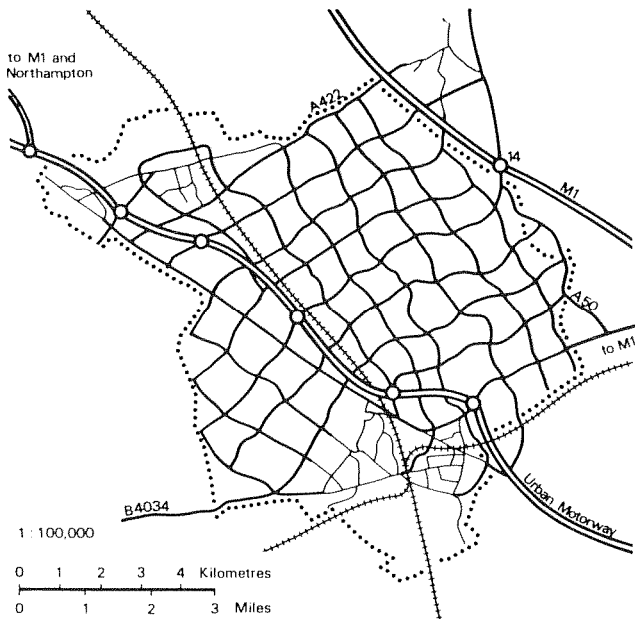 to M1 and
Northampton
A422
14
M1
A50
to M1
Urban Motorway
B4034
1 : 100,000
0 1 2 3 4 Kilometres
0 1 2 3 Miles